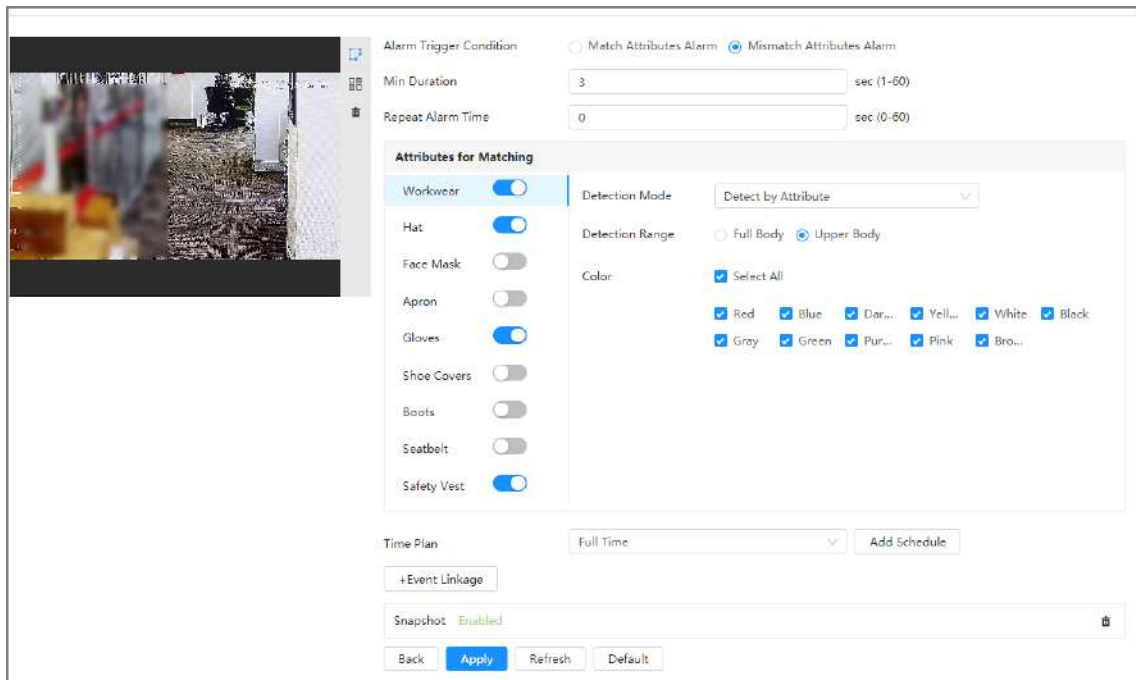 Alarm Trigger Condition Match Attributes Alarm Mismatch Attributes Alarm
Min Duration 3 sec (1-60)
Repeat Alarm Time 0 sec (0-60)
Attributes for Matching
Workwear Detection Mode Detect by Attribute
Hat Detection Range Full Body Upper Body
Face Mask Color Select All
Apron Red Blue Dar... Yell... White Black
Gloves Gray Green Pur... Pink Bro...
Shoe Covers
Boots
Seatbelt
Safety Vest
Time Plan Full Time Add Schedule
+Event Linkage
Snapshot Enabled
Back Apply Refresh Default